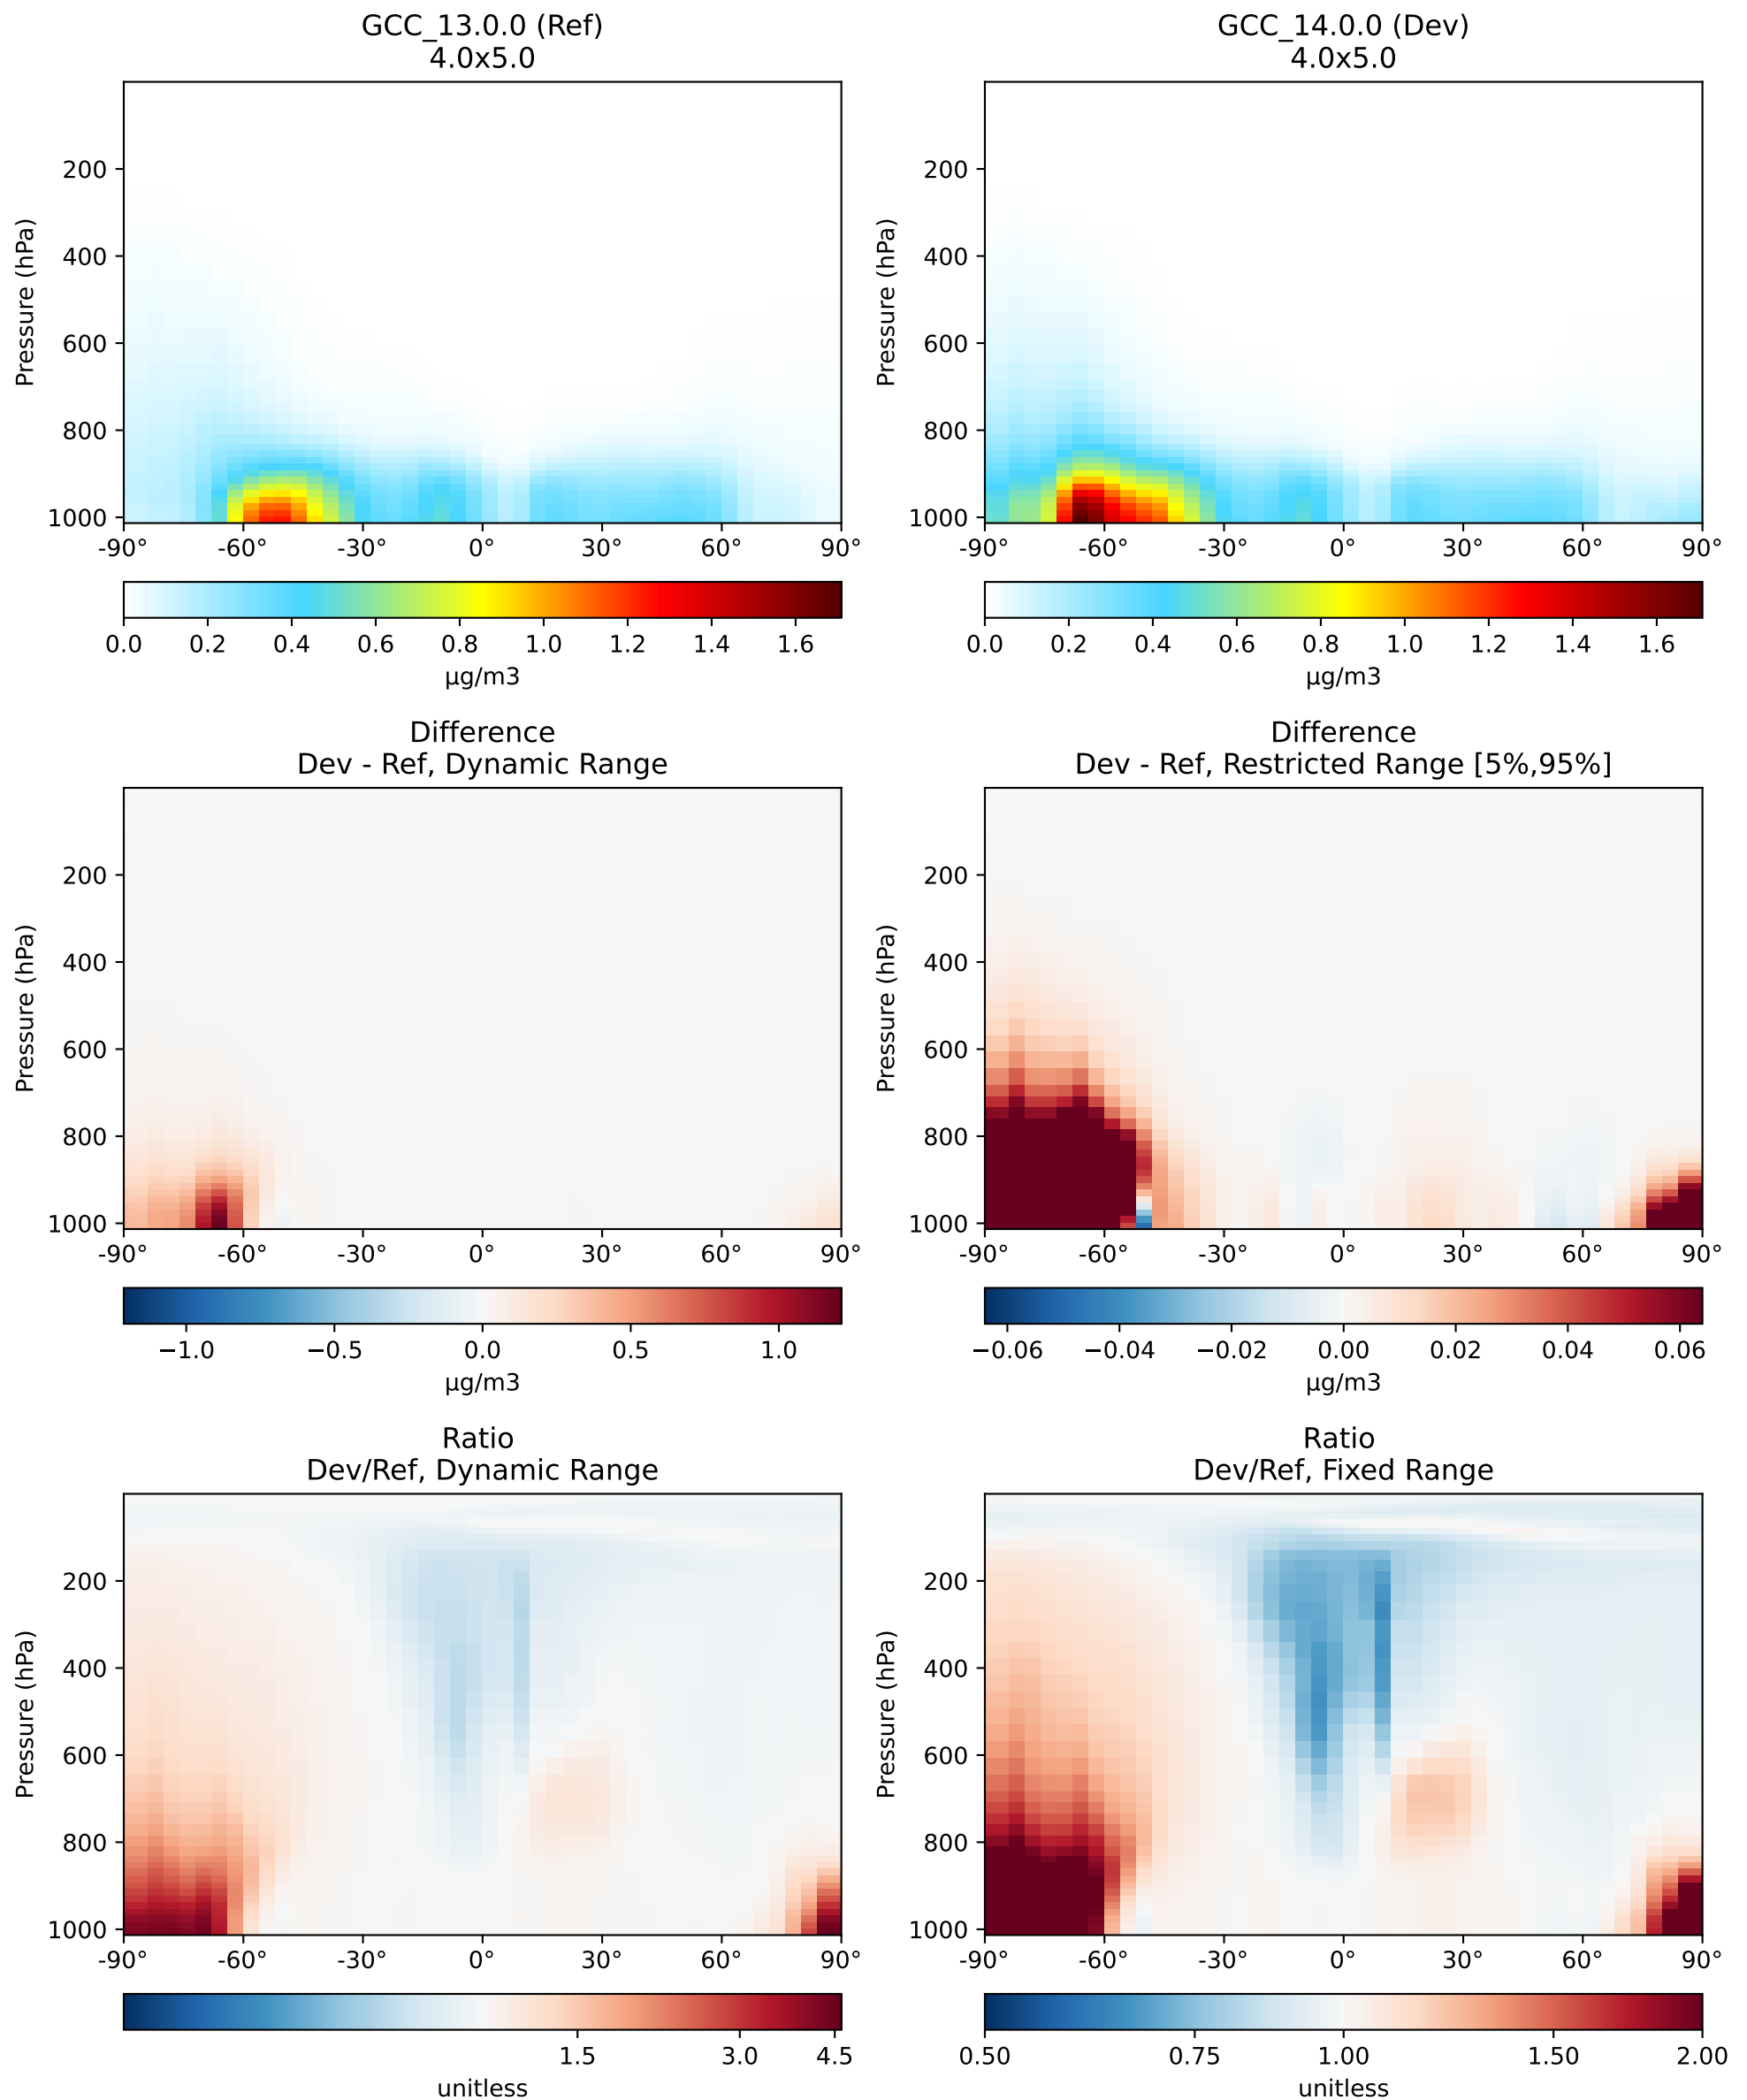 GCC_13.0.0 (Ref)
4.0x5.0
Pressure (hPa)
200
400
600
800
1000
-90° -60° -30° 0° 30° 60° 90°
0.0 0.2 0.4 0.6 0.8 1.0 1.2 1.4 1.6
µg/m3
GCC_14.0.0 (Dev)
4.0x5.0
Pressure (hPa)
200
400
600
800
1000
-90° -60° -30° 0° 30° 60° 90°
0.0 0.2 0.4 0.6 0.8 1.0 1.2 1.4 1.6
µg/m3
Difference
Dev - Ref, Dynamic Range
Pressure (hPa)
200
400
600
800
1000
-90° -60° -30° 0° 30° 60° 90°
−1.0 −0.5 0.0 0.5 1.0
µg/m3
Difference
Dev - Ref, Restricted Range [5%,95%]
Pressure (hPa)
200
400
600
800
1000
-90° -60° -30° 0° 30° 60° 90°
−0.06 −0.04 −0.02 0.00 0.02 0.04 0.06
µg/m3
Ratio
Dev/Ref, Dynamic Range
Pressure (hPa)
200
400
600
800
1000
-90° -60° -30° 0° 30° 60° 90°
1.5 3.0 4.5
unitless
Ratio
Dev/Ref, Fixed Range
Pressure (hPa)
200
400
600
800
1000
-90° -60° -30° 0° 30° 60° 90°
0.50 0.75 1.00 1.50 2.00
unitless